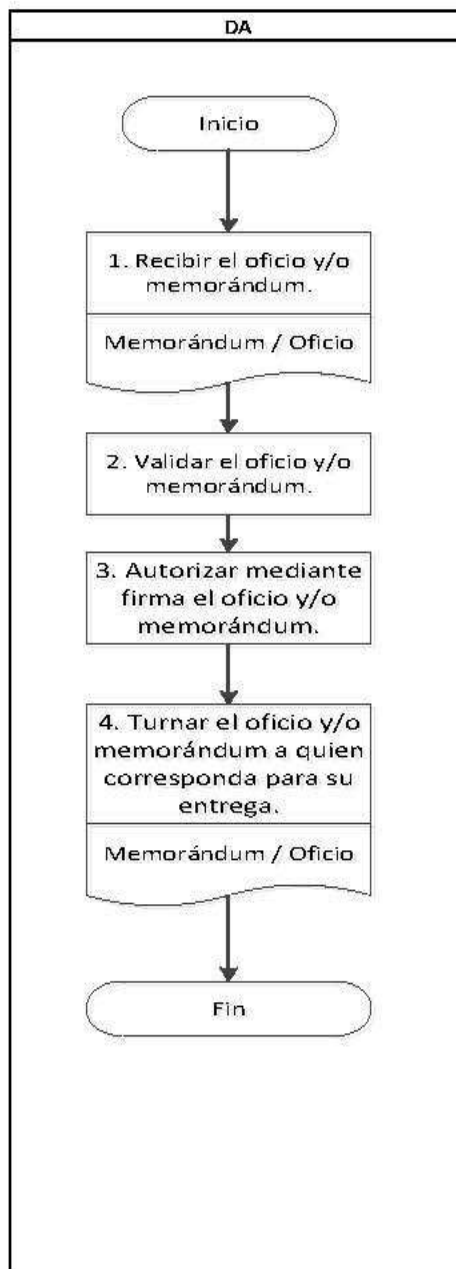 DA
Inicio
1. Recibir el oficio y/o
memorándum.
Memorándum / Oficio
2. Validar el oficio y/o
memorándum.
3. Autorizar mediante
firma el oficio y/o
memorándum.
4. Turnar el oficio y/o
memorándum a quien
corresponda para su
entrega.
Memorándum / Oficio
Fin